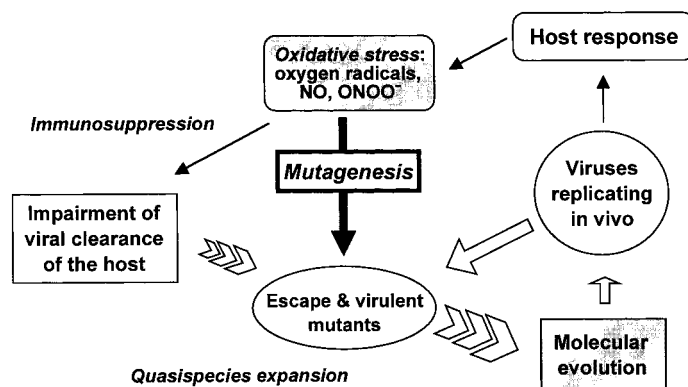 Oxidative stress:
oxygen radicals,
NO, ONOO⁻
Host response
Immunosuppression
Mutagenesis
Viruses
replicating
in vivo
Impairment of
viral clearance
of the host
Escape & virulent
mutants
Molecular
evolution
Quasispecies expansion